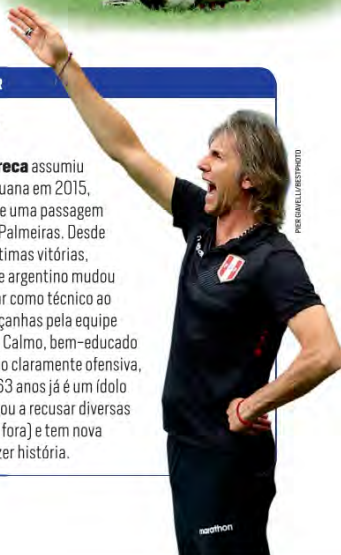 R
reca assumiu
uana em 2015,
e uma passagem
Palmeiras. Desde
timas vitórias,
e argentino mudou
ar como técnico ao
çanhas pela equipe
Calmo, bem-educado
o claramente ofensiva,
63 anos já é um ídolo
ou a recusar diversas
fora) e tem nova
zer história.
PIER GIAVELLI/BESTPHOTO
marathon